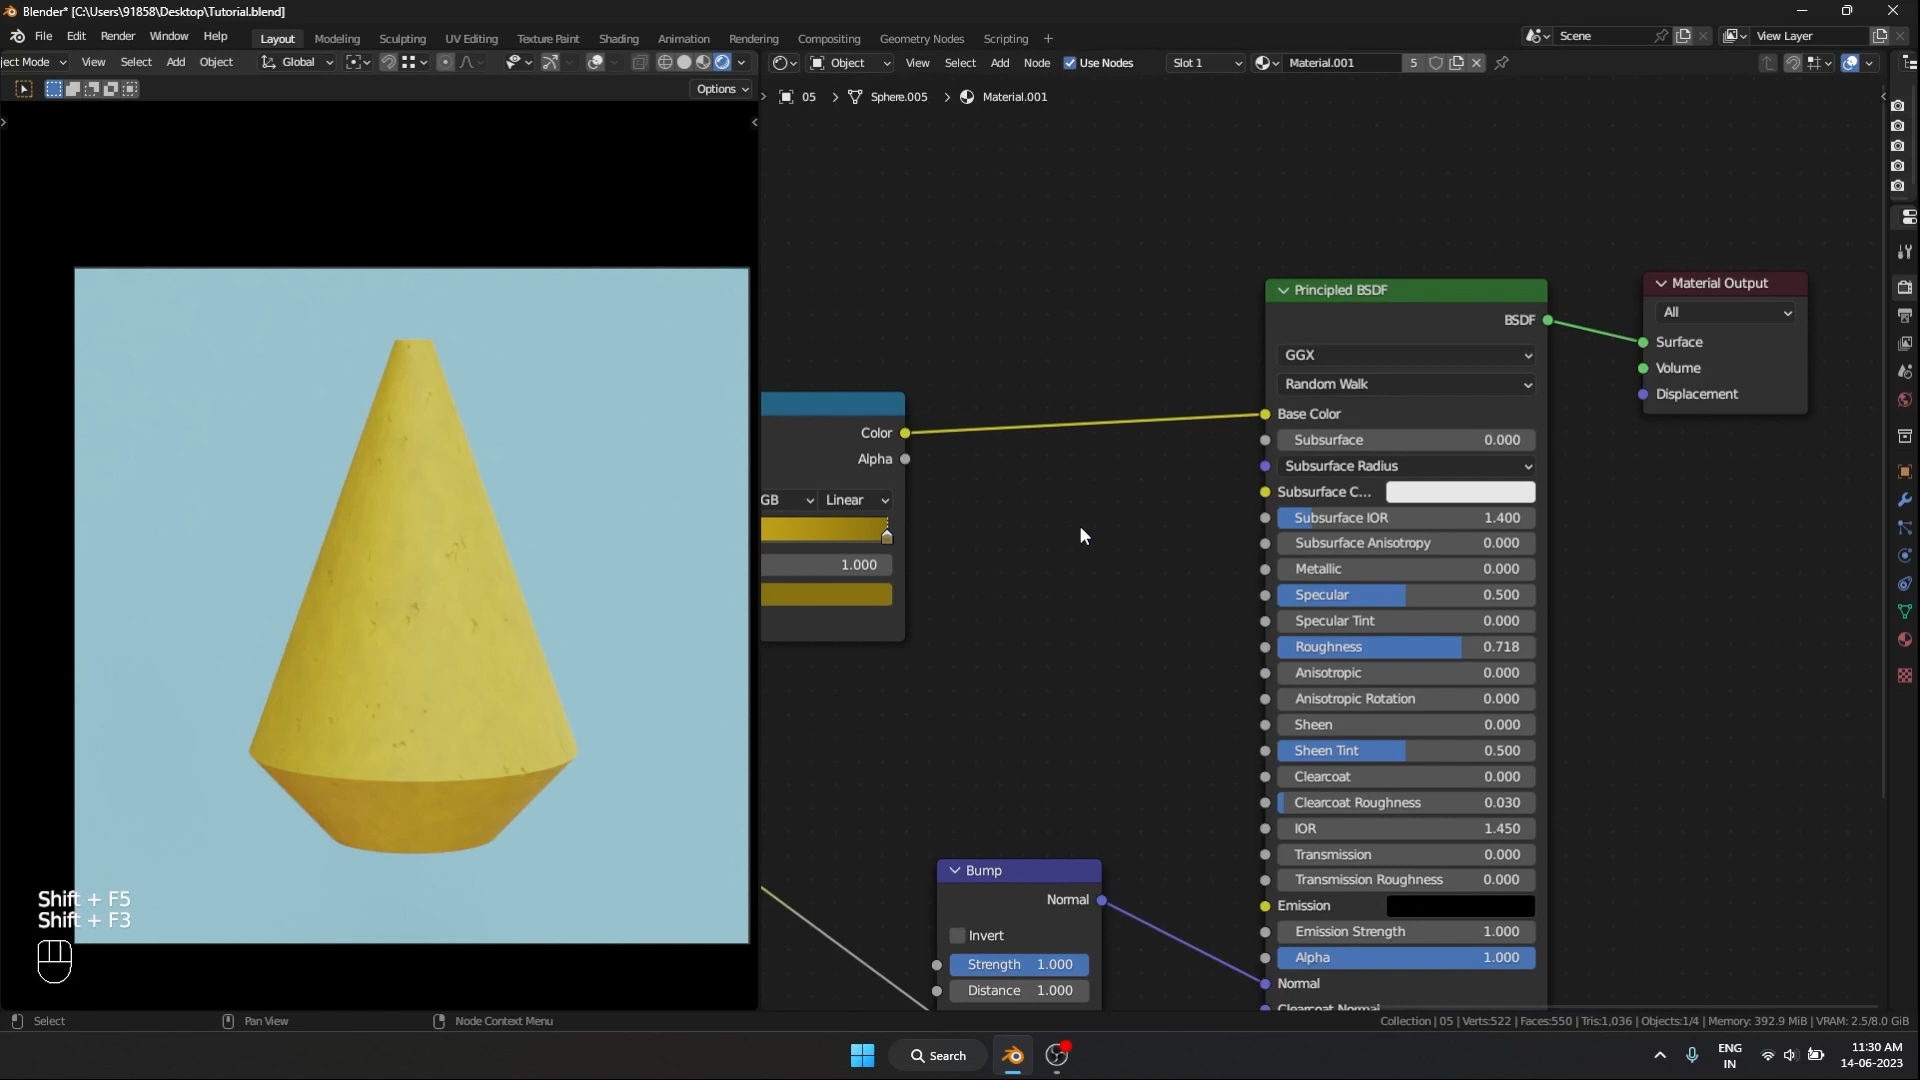 Blender* [C:\Users\91858\Desktop\Tutorial.blend]
File Edit Render Window Help Layout Modeling Sculpting UV Editing Texture Paint Shading Animation Rendering Compositing Geometry Nodes Scripting + Scene View Layer
ject Mode View Select Add Object Global Object View Select Add Node Use Nodes Slot 1 Material.001 5
Options
05 > Sphere.005 > Material.001
Principled BSDF
BSDF
GGX
Random Walk
Base Color
Subsurface 0.000
Subsurface Radius
Subsurface C...
Subsurface IOR 1.400
Subsurface Anisotropy 0.000
Metallic 0.000
Specular 0.500
Specular Tint 0.000
Roughness 0.718
Anisotropic 0.000
Anisotropic Rotation 0.000
Sheen 0.000
Sheen Tint 0.500
Clearcoat 0.000
Clearcoat Roughness 0.030
IOR 1.450
Transmission 0.000
Transmission Roughness 0.000
Emission
Emission Strength 1.000
Alpha 1.000
Normal
Clearcoat Normal
Material Output
All
Surface
Volume
Displacement
Color
Alpha
GB Linear
1.000
Bump
Normal
Invert
Strength 1.000
Distance 1.000
Shift + F5
Shift + F3
Select Pan View Node Context Menu
Collection | 05 | Verts:522 | Faces:550 | Tris:1,036 | Objects:1/4 | Memory: 392.9 MiB | VRAM: 2.5/8.0 GiB
Search
ENG
IN
11:30 AM
14-06-2023